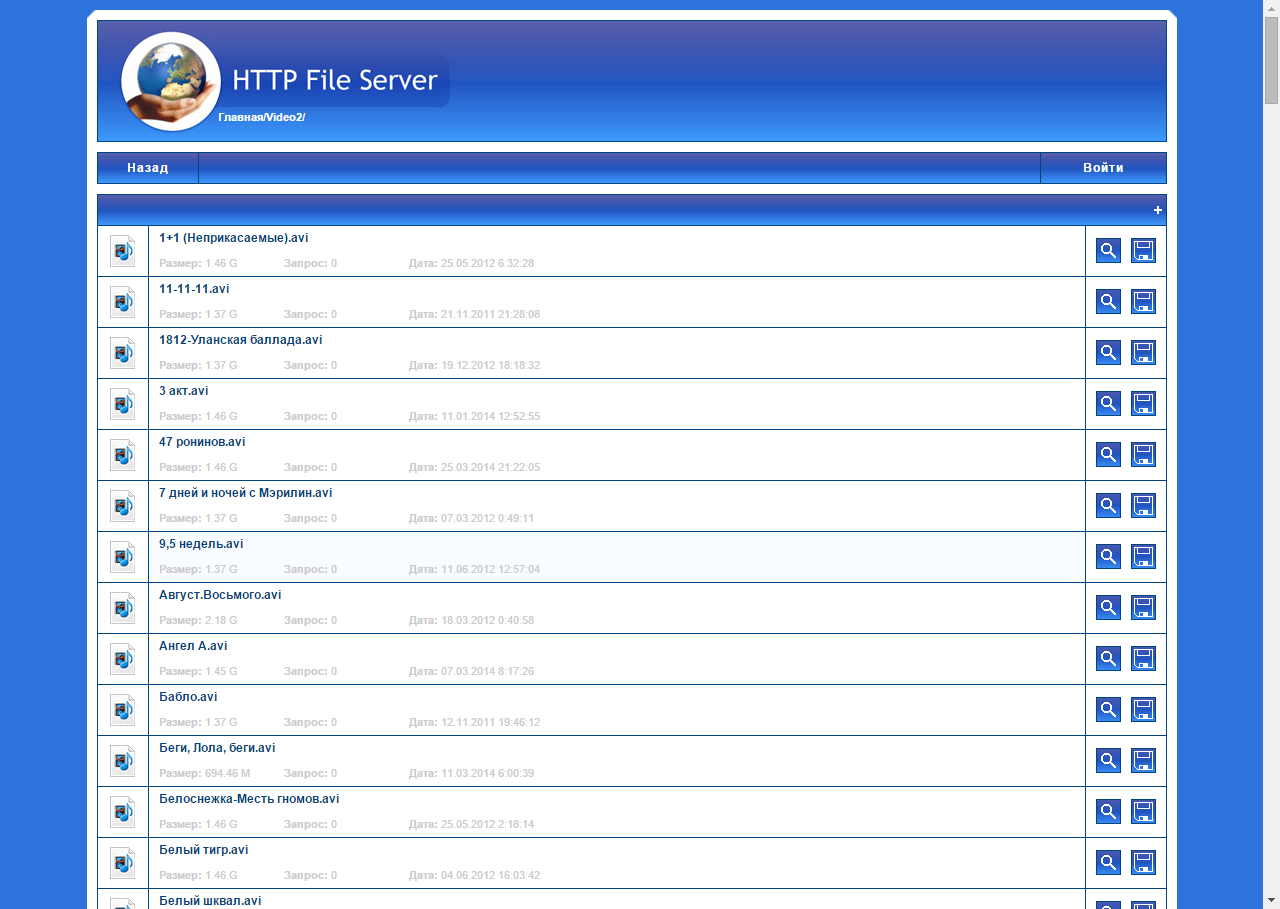 HTTP File Server
Главная/Video2/
Назад Войти
+
1+1 (Неприкасаемые).avi
Размер: 1.46 G Запрос: 0 Дата: 25.05.2012 6:32:28
11-11-11.avi
Размер: 1.37 G Запрос: 0 Дата: 21.11.2011 21:28:08
1812-Уланская баллада.avi
Размер: 1.37 G Запрос: 0 Дата: 19.12.2012 18:18:32
3 акт.avi
Размер: 1.46 G Запрос: 0 Дата: 11.01.2014 12:52:55
47 ронинов.avi
Размер: 1.46 G Запрос: 0 Дата: 25.03.2014 21:22:05
7 дней и ночей с Мэрилин.avi
Размер: 1.37 G Запрос: 0 Дата: 07.03.2012 0:49:11
9,5 недель.avi
Размер: 1.37 G Запрос: 0 Дата: 11.06.2012 12:57:04
Август.Восьмого.avi
Размер: 2.18 G Запрос: 0 Дата: 18.03.2012 0:40:58
Ангел А.avi
Размер: 1.45 G Запрос: 0 Дата: 07.03.2014 8:17:26
Бабло.avi
Размер: 1.37 G Запрос: 0 Дата: 12.11.2011 19:46:12
Беги, Лола, беги.avi
Размер: 694.46 M Запрос: 0 Дата: 11.03.2014 6:00:39
Белоснежка-Месть гномов.avi
Размер: 1.46 G Запрос: 0 Дата: 25.05.2012 2:18:14
Белый тигр.avi
Размер: 1.46 G Запрос: 0 Дата: 04.06.2012 16:03:42
Белый шквал.avi